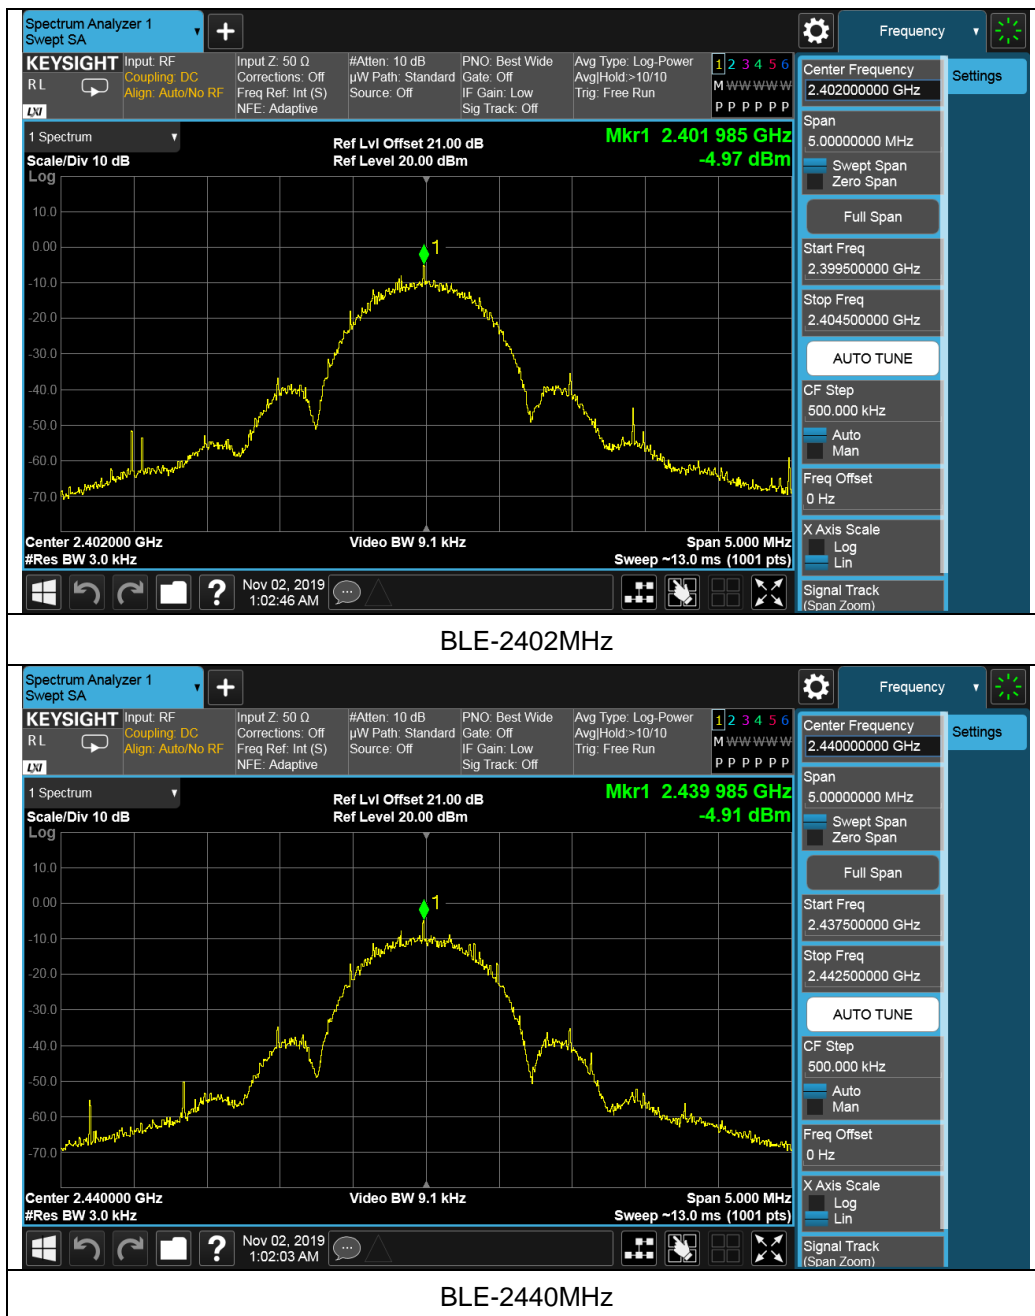 Spectrum Analyzer 1
Swept SA
+
Frequency
KEYSIGHT
RL
LXI
Input: RF
Coupling: DC
Align: Auto/No RF
Input Z: 50 Ω
Corrections: Off
Freq Ref: Int (S)
NFE: Adaptive
#Atten: 10 dB
µW Path: Standard
Source: Off
PNO: Best Wide
Gate: Off
IF Gain: Low
Sig Track: Off
Avg Type: Log-Power
Avg|Hold:>10/10
Trig: Free Run
1 2 3 4 5 6
M W W W W W
P P P P P P
1 Spectrum
Scale/Div 10 dB
Ref Lvl Offset 21.00 dB
Ref Level 20.00 dBm
Mkr1 2.401 985 GHz
-4.97 dBm
Log
10.0
0.00
-10.0
-20.0
-30.0
-40.0
-50.0
-60.0
-70.0
1
Center 2.402000 GHz
#Res BW 3.0 kHz
Video BW 9.1 kHz
Span 5.000 MHz
Sweep ~13.0 ms (1001 pts)
Center Frequency
2.402000000 GHz
Span
5.00000000 MHz
Swept Span
Zero Span
Full Span
Start Freq
2.399500000 GHz
Stop Freq
2.404500000 GHz
AUTO TUNE
CF Step
500.000 kHz
Auto
Man
Freq Offset
0 Hz
X Axis Scale
Log
Lin
Signal Track
(Span Zoom)
Settings
?
Nov 02, 2019
1:02:46 AM
BLE-2402MHz
Spectrum Analyzer 1
Swept SA
+
Frequency
KEYSIGHT
RL
LXI
Input: RF
Coupling: DC
Align: Auto/No RF
Input Z: 50 Ω
Corrections: Off
Freq Ref: Int (S)
NFE: Adaptive
#Atten: 10 dB
µW Path: Standard
Source: Off
PNO: Best Wide
Gate: Off
IF Gain: Low
Sig Track: Off
Avg Type: Log-Power
Avg|Hold:>10/10
Trig: Free Run
1 2 3 4 5 6
M W W W W W
P P P P P P
1 Spectrum
Scale/Div 10 dB
Ref Lvl Offset 21.00 dB
Ref Level 20.00 dBm
Mkr1 2.439 985 GHz
-4.91 dBm
Log
10.0
0.00
-10.0
-20.0
-30.0
-40.0
-50.0
-60.0
-70.0
1
Center 2.440000 GHz
#Res BW 3.0 kHz
Video BW 9.1 kHz
Span 5.000 MHz
Sweep ~13.0 ms (1001 pts)
Center Frequency
2.440000000 GHz
Span
5.00000000 MHz
Swept Span
Zero Span
Full Span
Start Freq
2.437500000 GHz
Stop Freq
2.442500000 GHz
AUTO TUNE
CF Step
500.000 kHz
Auto
Man
Freq Offset
0 Hz
X Axis Scale
Log
Lin
Signal Track
(Span Zoom)
Settings
?
Nov 02, 2019
1:02:03 AM
BLE-2440MHz